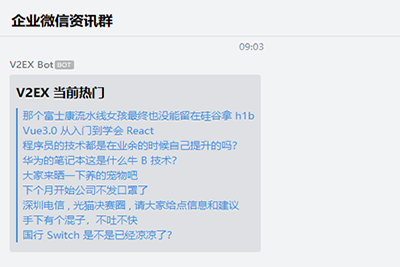 企业微信资讯群
09:03
V2EX Bot BOT
V2EX 当前热门
那个富士康流水线女孩最终也没能留在硅谷拿 h1b
Vue3.0 从入门到学会 React
程序员的技术都是在业余的时候自己提升的吗?
华为的笔记本这是什么牛 B 技术?
大家来晒一下养的宠物吧
下个月开始公司不发口罩了
深圳电信，光猫决赛圈，请大家给点信息和建议
手下有个混子，不吐不快
国行 Switch 是不是已经凉凉了?